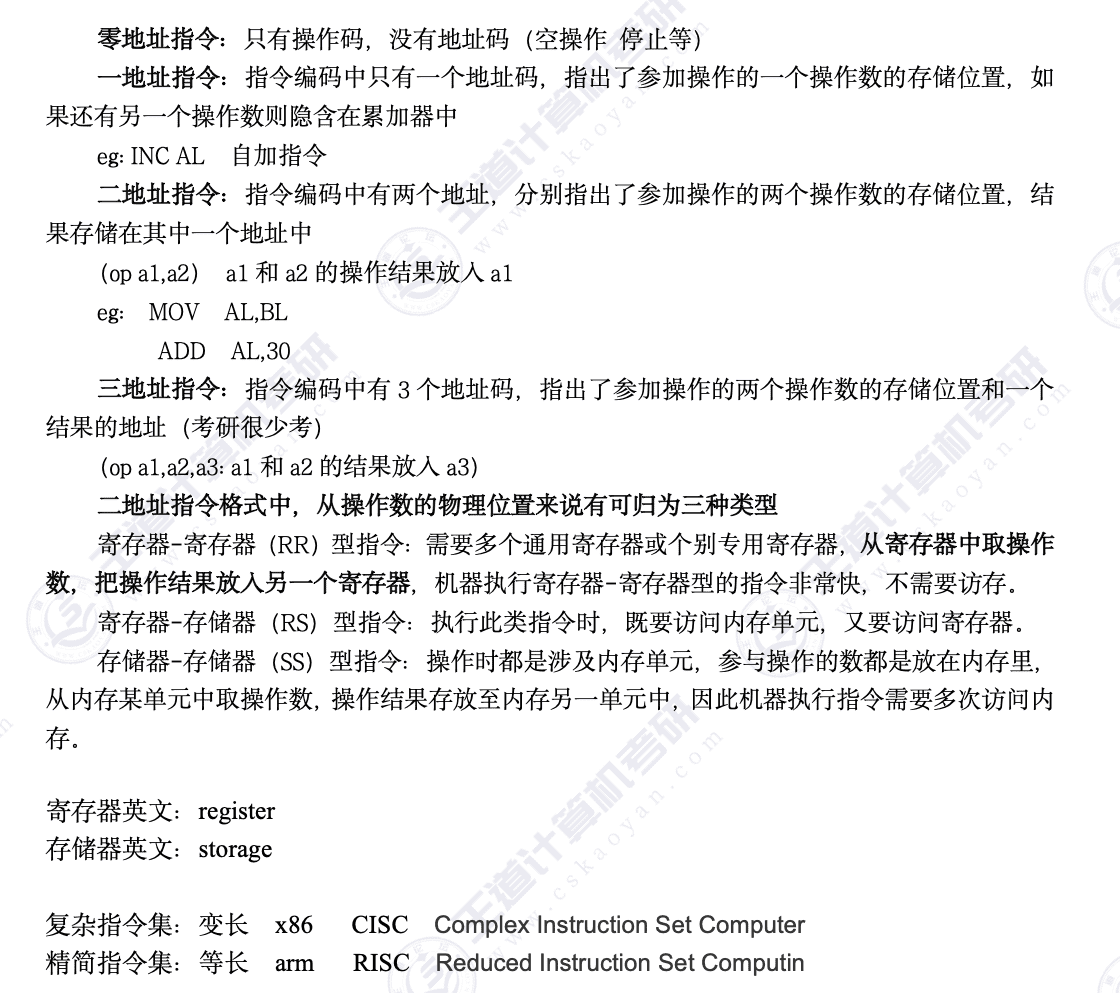 零地址指令：只有操作码，没有地址码（空操作 停止等）
一地址指令：指令编码中只有一个地址码，指出了参加操作的一个操作数的存储位置，如
果还有另一个操作数则隐含在累加器中
eg: INC AL 自加指令
二地址指令：指令编码中有两个地址，分别指出了参加操作的两个操作数的存储位置，结
果存储在其中一个地址中
（op a1,a2） a1 和 a2 的操作结果放入 a1
eg: MOV AL,BL
ADD AL,30
三地址指令：指令编码中有 3 个地址码，指出了参加操作的两个操作数的存储位置和一个
结果的地址（考研很少考）
（op a1,a2,a3: a1 和 a2 的结果放入 a3）
二地址指令格式中，从操作数的物理位置来说有可归为三种类型
寄存器-寄存器（RR）型指令：需要多个通用寄存器或个别专用寄存器，从寄存器中取操作
数，把操作结果放入另一个寄存器，机器执行寄存器-寄存器型的指令非常快，不需要访存。
寄存器-存储器（RS）型指令：执行此类指令时，既要访问内存单元，又要访问寄存器。
存储器-存储器（SS）型指令：操作时都是涉及内存单元，参与操作的数都是放在内存里，
从内存某单元中取操作数，操作结果存放至内存另一单元中，因此机器执行指令需要多次访问内
存。
寄存器英文：register
存储器英文：storage
复杂指令集：变长 x86 CISC Complex Instruction Set Computer
精简指令集：等长 arm RISC Reduced Instruction Set Computin
王道计算机考研
www.cskaoyan.com